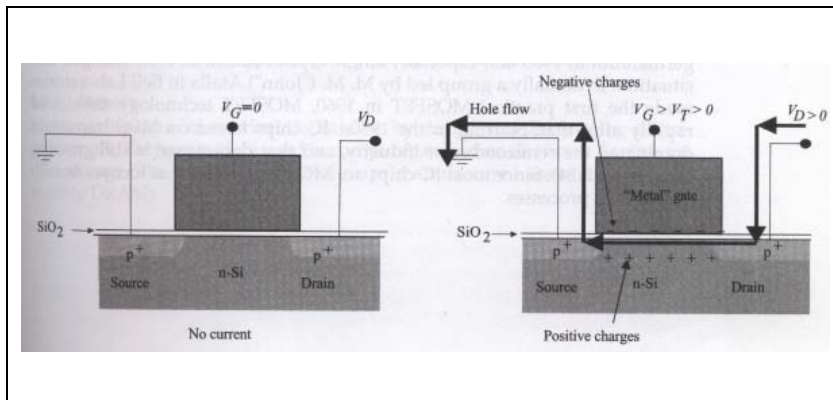 Negative charges
V_G=0
V_D
Hole flow
V_G > V_T > 0
V_D>0
"Metal" gate
SiO2
p+
p+
Source
n-Si
Drain
No current
SiO2
p+
p+
Source
n-Si
Drain
Positive charges